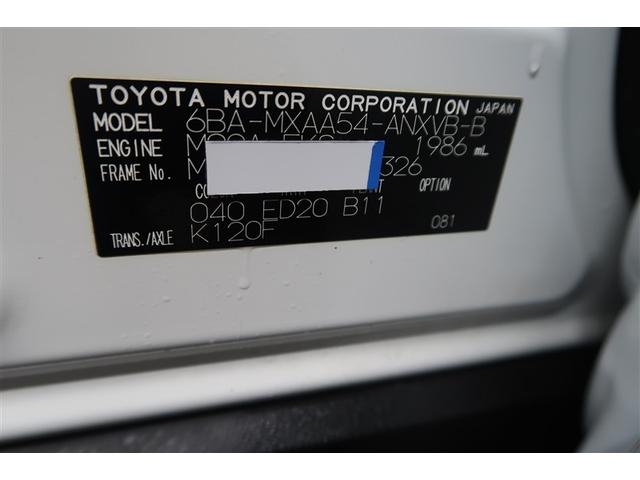 TOYOTA MOTOR CORPORATION JAPAN
MODEL 6BA-MXAA54-ANXVB-B
ENGINE 1986 mL
FRAME No. M 326
OPTION
040 ED20 B11
TRANS./AXLE K120F 081